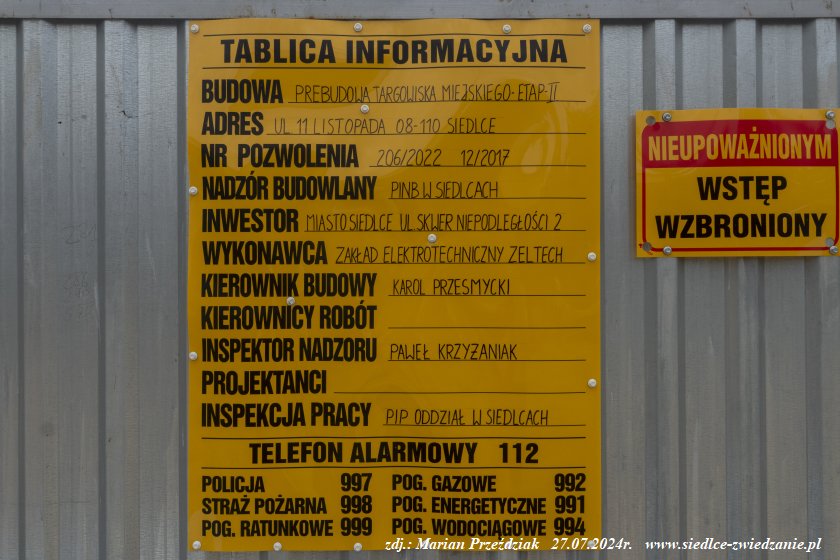 TABLICA INFORMACYJNA
BUDOWA PREBUDOWA TARGOWISKA MIEJSKIEGO-ETAP-II
ADRES UL 11 LISTOPADA 08-110 SIEDLCE
NR POZWOLENIA 206/2022 12/2017
NADZÓR BUDOWLANY PINB W SIEDLCACH
INWESTOR MIASTO SIEDLCE UL.SKWER NIEPODLEGŁOŚCI 2
WYKONAWCA ZAKŁAD ELEKTROTECHNICZNY ZELTECH
KIEROWNIK BUDOWY KAROL PRZESMYCKI
KIEROWNICY ROBÓT
INSPEKTOR NADZORU PAWEŁ KRZYŻANIAK
PROJEKTANCI
INSPEKCJA PRACY PIP ODDZIAŁ W SIEDLCACH
TELEFON ALARMOWY 112
POLICJA 997 POG. GAZOWE 992
STRAŻ POŻARNA 998 POG. ENERGETYCZNE 991
POG. RATUNKOWE 999 POG. WODOCIĄGOWE 994
NIEUPOWAŻNIONYM
WSTĘP
WZBRONIONY
zdj.: Marian Przeździak 27.07.2024r. www.siedlce-zwiedzanie.pl